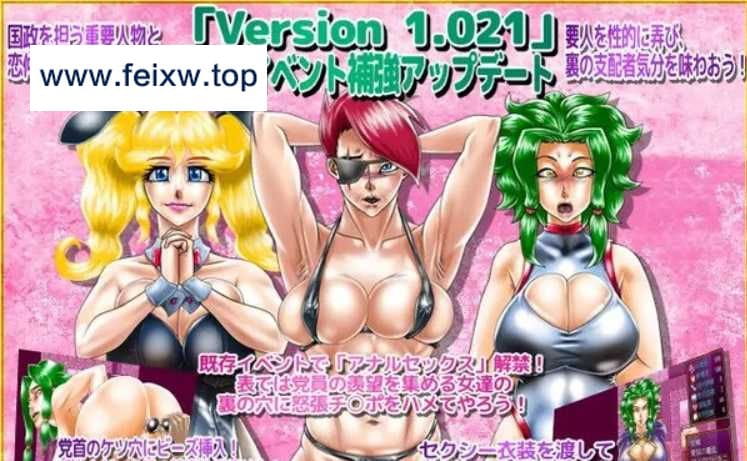 「Version 1.021」
イベント補強アップデート
国政を担う重要人物と
恋
www.feixw.top
要人を性的に弄び、
裏の支配者気分を味わおう！
既存イベントで「アナルセックス」解禁！
表では党員の羨望を集める女達の
裏の穴に怒張チ○ポをハメてやろう！
党首のケツ穴にビーズ挿入！
セクシー衣装を渡して